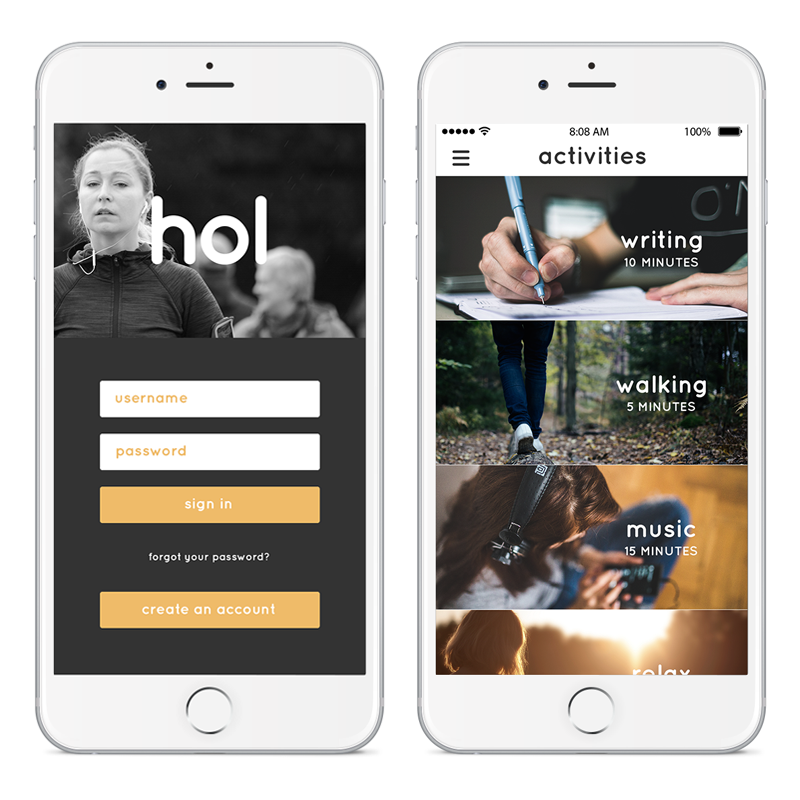 hol
username
password
sign in
forgot your password?
create an account
8:08 AM 100%
activities
writing
10 MINUTES
walking
5 MINUTES
music
15 MINUTES
relax